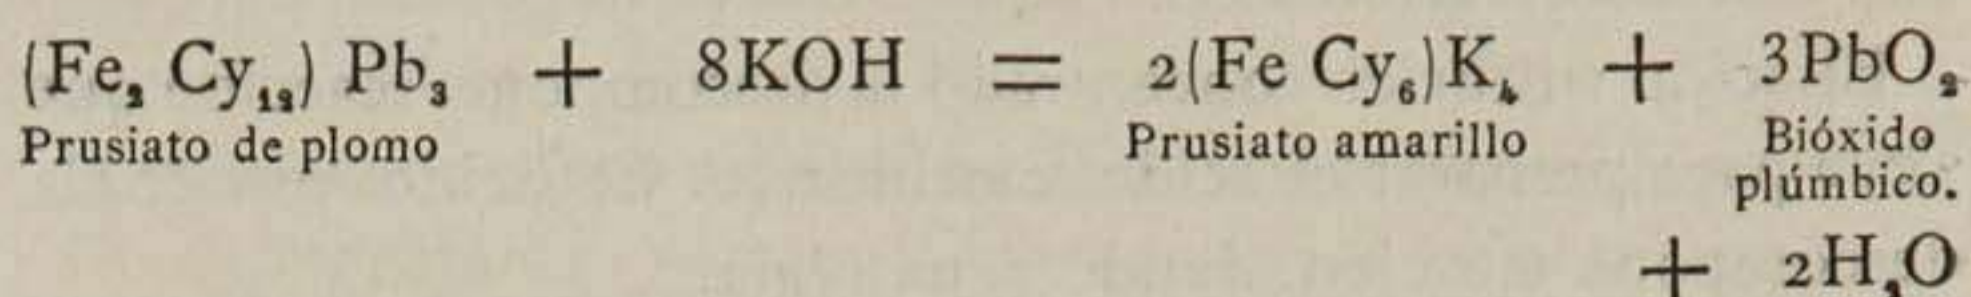 (Fe₂ Cy₁₂) Pb₃ + 8KOH = 2(Fe Cy₆)K₄ + 3PbO₂
Prusiato de plomo Prusiato amarillo Bióxido
plúmbico.
+ 2H₂O